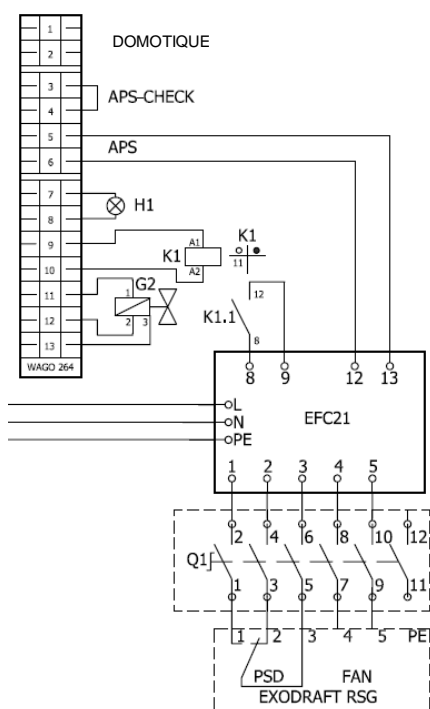 1 DOMOTIQUE
2
3
APS-CHECK
4
5
APS
6
7
H1
8
9 A1 K1
K1
10 A2 11
11 G2
1
12 K1.1
12 2 3
13 8
WAGO 264
8 9 12 13
L
EFC21
N
PE
1 2 3 4 5
2 4 6 8 10 12
Q1
1 3 5 7 9 11
1 2 3 4 5 PE
PSD FAN
EXODRAFT RSG